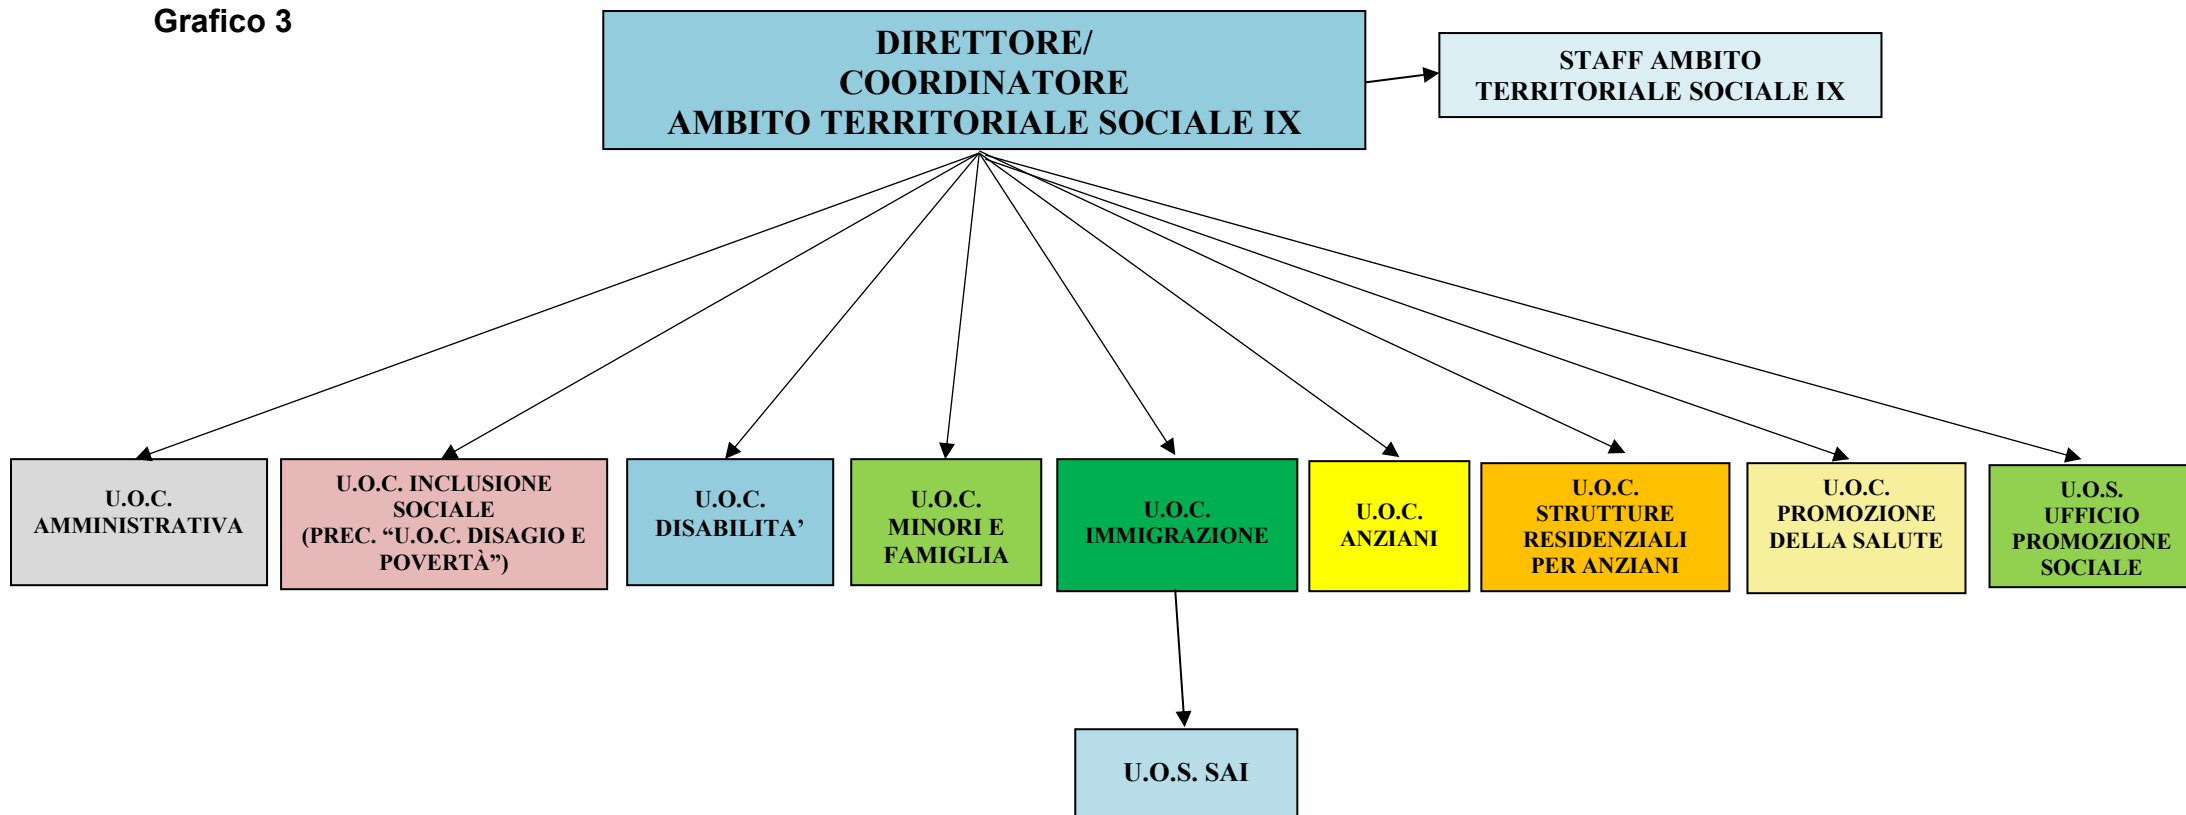 Grafico 3
DIRETTORE/
COORDINATORE
AMBITO TERRITORIALE SOCIALE IX
STAFF AMBITO
TERRITORIALE SOCIALE IX
U.O.C.
AMMINISTRATIVA
U.O.C. INCLUSIONE
SOCIALE
(PREC. “U.O.C. DISAGIO E
POVERTÀ”)
U.O.C.
DISABILITA’
U.O.C.
MINORI E
FAMIGLIA
U.O.C.
IMMIGRAZIONE
U.O.C.
ANZIANI
U.O.C.
STRUTTURE
RESIDENZIALI
PER ANZIANI
U.O.C.
PROMOZIONE
DELLA SALUTE
U.O.S.
UFFICIO
PROMOZIONE
SOCIALE
U.O.S. SAI